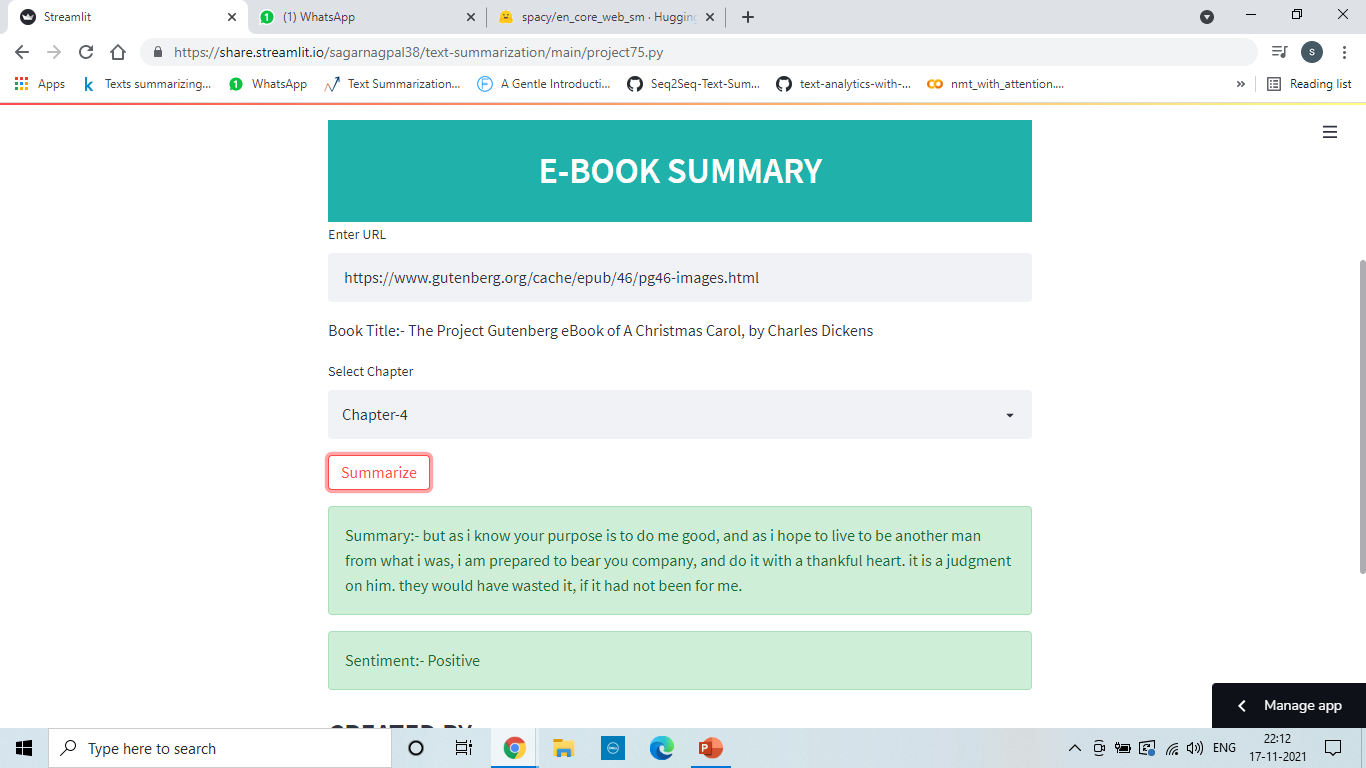 Streamlit
(1) WhatsApp
spacy/en_core_web_sm · Hugging
https://share.streamlit.io/sagarnagpal38/text-summarization/main/project75.py
s
Apps
Texts summarizing...
WhatsApp
Text Summarization...
A Gentle Introducti...
Seq2Seq-Text-Sum...
text-analytics-with-...
nmt_with_attention....
»
Reading list
E-BOOK SUMMARY
Enter URL
https://www.gutenberg.org/cache/epub/46/pg46-images.html
Book Title:- The Project Gutenberg eBook of A Christmas Carol, by Charles Dickens
Select Chapter
Chapter-4
Summarize
Summary:- but as i know your purpose is to do me good, and as i hope to live to be another man
from what i was, i am prepared to bear you company, and do it with a thankful heart. it is a judgment
on him. they would have wasted it, if it had not been for me.
Sentiment:- Positive
CREATED BY
Manage app
Type here to search
ENG
22:12
17-11-2021